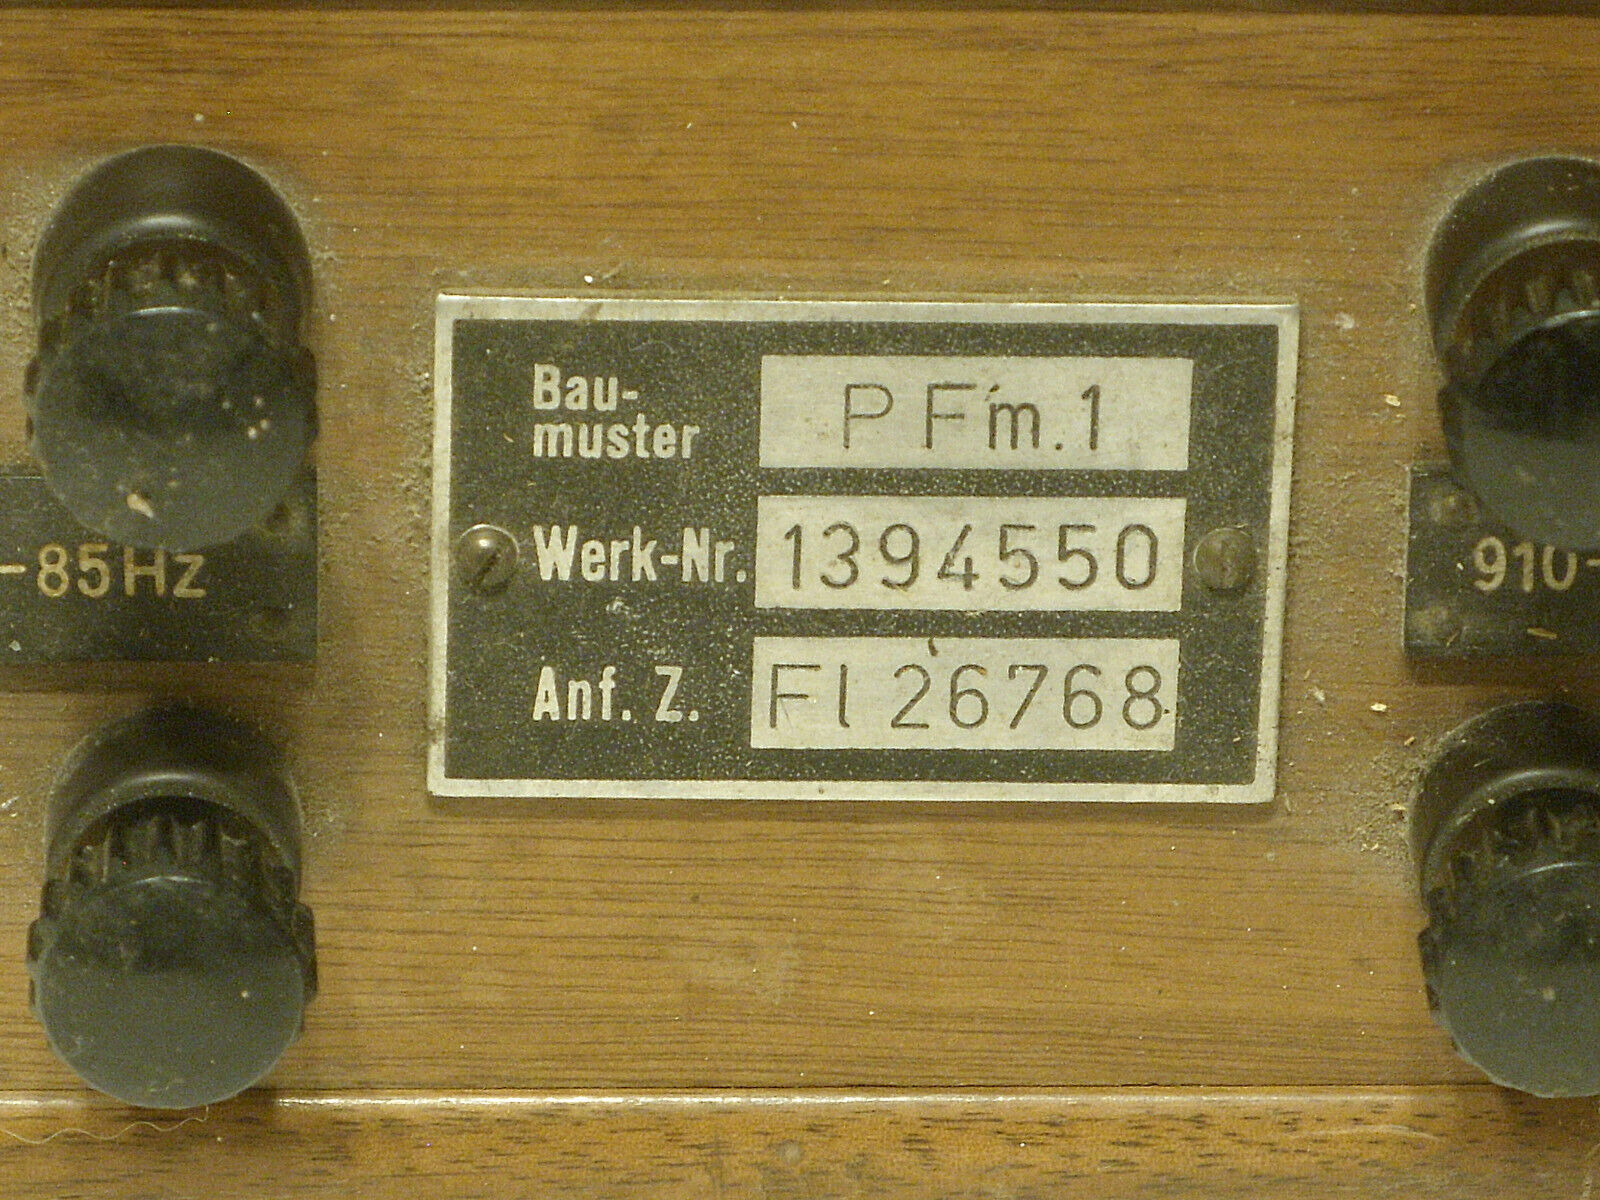 Bau-
muster
PFm.1
Werk-Nr. 1394550
Anf. Z. Fl 26768
-85Hz
910-